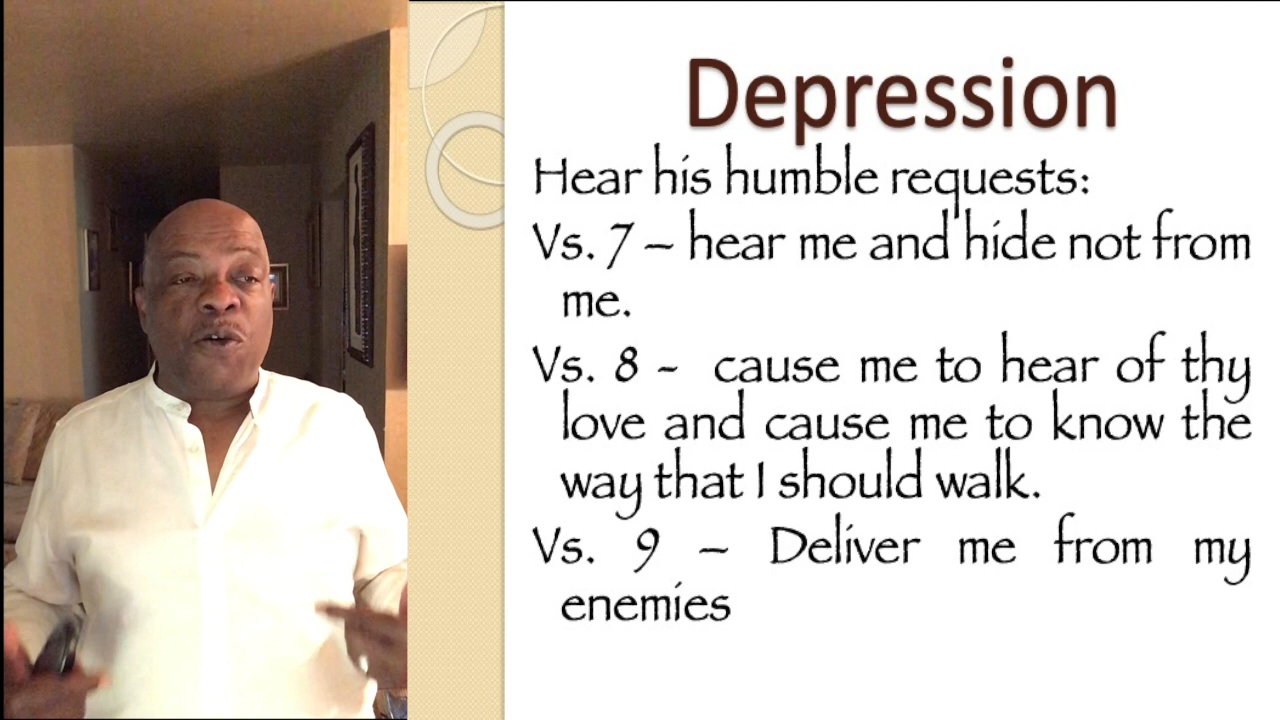 Depression
Hear his humble requests:
Vs. 7 – hear me and hide not from
me.
Vs. 8 - cause me to hear of thy
love and cause me to know the
way that I should walk.
Vs. 9 – Deliver me from my
enemies